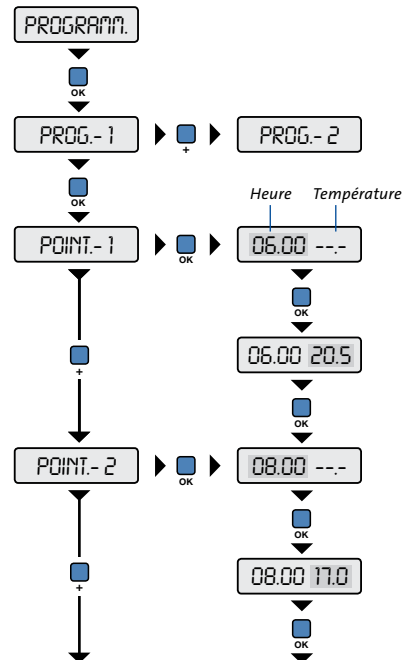 PROGRAMM.
OK
PROG.- 1
+
PROG.- 2
OK
Heure Température
POINT.- 1
OK
06.00 --.-
OK
+
06.00 20.5
OK
POINT.- 2
OK
08.00 --.-
OK
+
08.00 17.0
OK